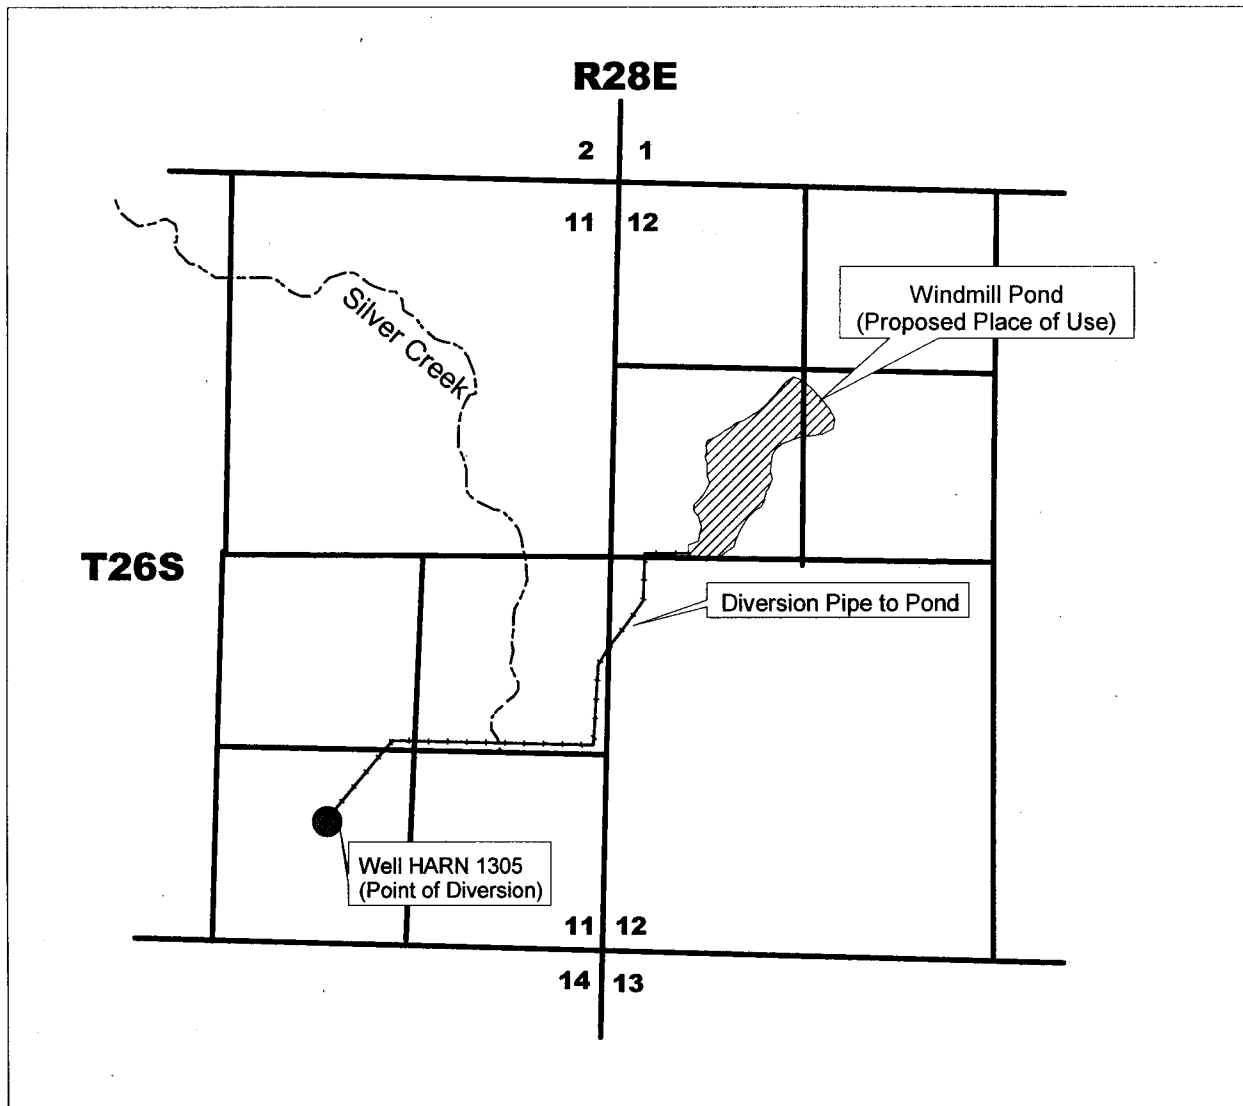 R28E
2 1
11 12
Windmill Pond
(Proposed Place of Use)
Silver Creek
T26S
Diversion Pipe to Pond
Well HARN 1305
(Point of Diversion)
11 12
14 13